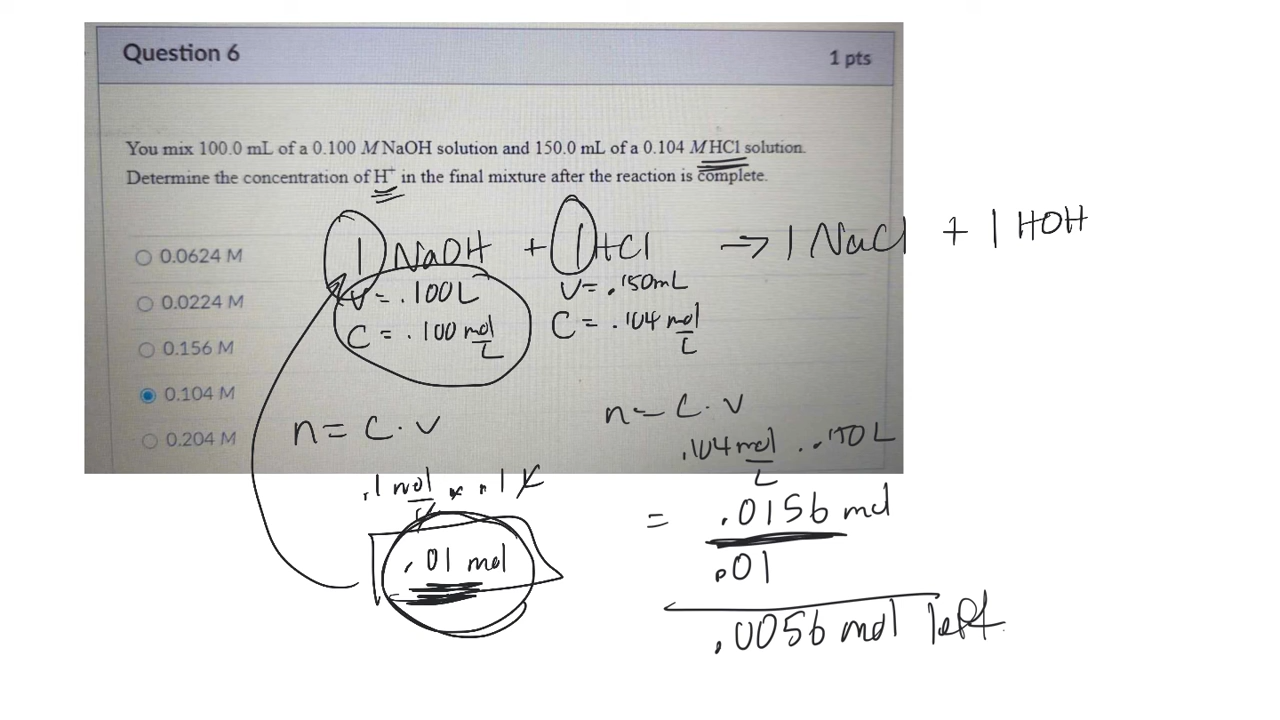 Question 6
1 pts
You mix 100.0 mL of a 0.100 M NaOH solution and 150.0 mL of a 0.104 M HCl solution.
Determine the concentration of H⁺ in the final mixture after the reaction is complete.
0.0624 M
0.0224 M
0.156 M
0.104 M
0.204 M
1 NaOH + 1 HCl → 1 NaCl + 1 HOH
V = .100L
V = .150mL
C = .100 mol/L
C = .104 mol/L
n = C · V
n = C · V
.104 mol/L · .150 L
.1 mol/L × .1 L
= .0156 mol
.01 mol
.01
.0056 mol left